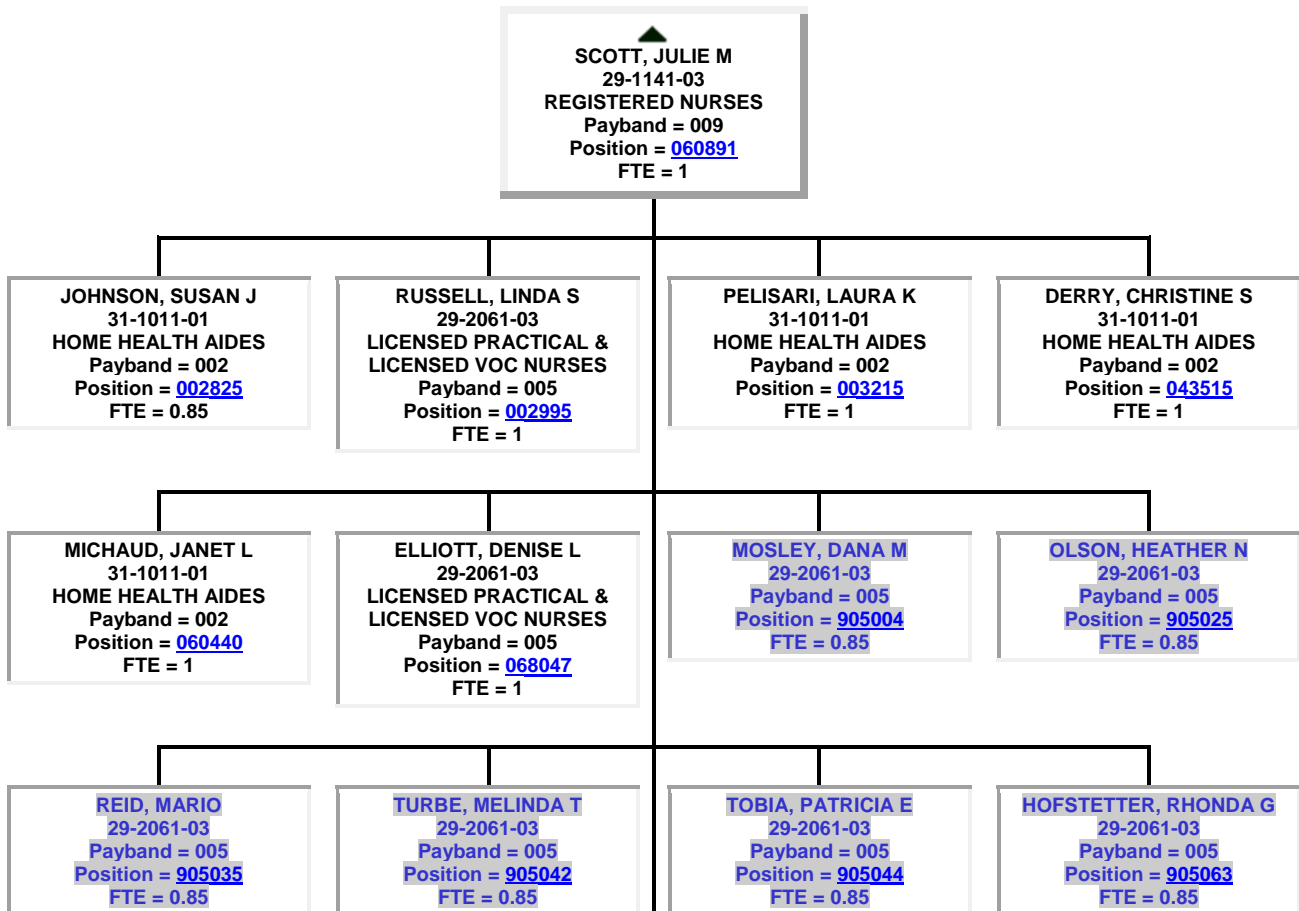 SCOTT, JULIE M
29-1141-03
REGISTERED NURSES
Payband = 009
Position = 060891
FTE = 1
JOHNSON, SUSAN J
31-1011-01
HOME HEALTH AIDES
Payband = 002
Position = 002825
FTE = 0.85
RUSSELL, LINDA S
29-2061-03
LICENSED PRACTICAL &
LICENSED VOC NURSES
Payband = 005
Position = 002995
FTE = 1
PELISARI, LAURA K
31-1011-01
HOME HEALTH AIDES
Payband = 002
Position = 003215
FTE = 1
DERRY, CHRISTINE S
31-1011-01
HOME HEALTH AIDES
Payband = 002
Position = 043515
FTE = 1
MICHAUD, JANET L
31-1011-01
HOME HEALTH AIDES
Payband = 002
Position = 060440
FTE = 1
ELLIOTT, DENISE L
29-2061-03
LICENSED PRACTICAL &
LICENSED VOC NURSES
Payband = 005
Position = 068047
FTE = 1
MOSLEY, DANA M
29-2061-03
Payband = 005
Position = 905004
FTE = 0.85
OLSON, HEATHER N
29-2061-03
Payband = 005
Position = 905025
FTE = 0.85
REID, MARIO
29-2061-03
Payband = 005
Position = 905035
FTE = 0.85
TURBE, MELINDA T
29-2061-03
Payband = 005
Position = 905042
FTE = 0.85
TOBIA, PATRICIA E
29-2061-03
Payband = 005
Position = 905044
FTE = 0.85
HOFSTETTER, RHONDA G
29-2061-03
Payband = 005
Position = 905063
FTE = 0.85